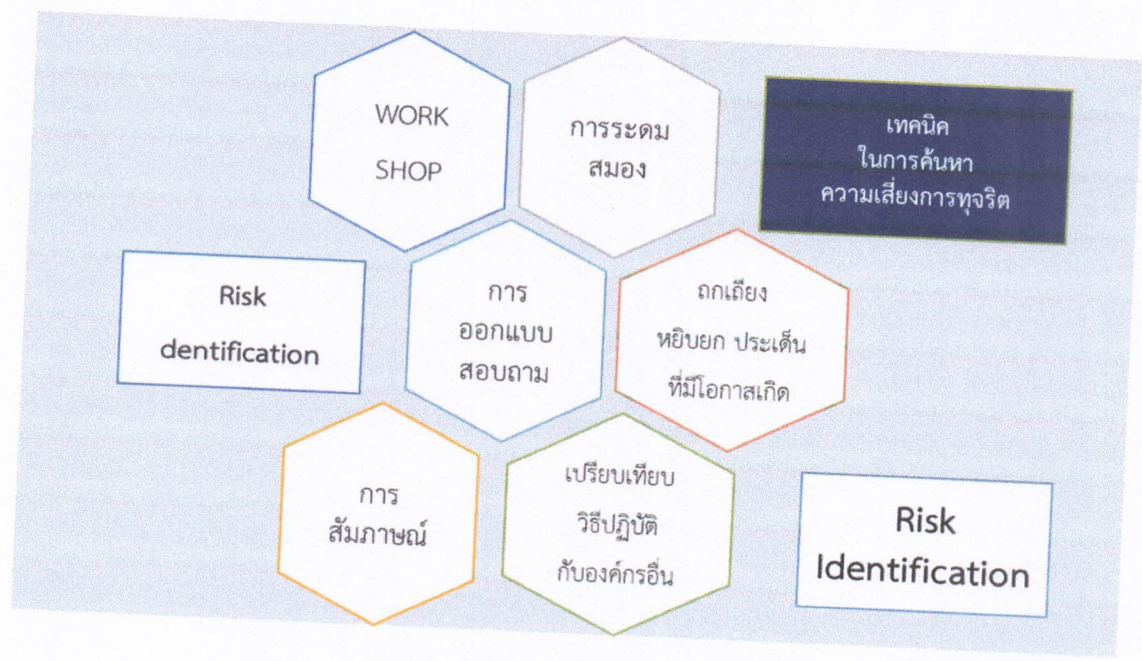 WORK
SHOP
การระดม
สมอง
เทคนิค
ในการค้นหา
ความเสี่ยงการทุจริต
Risk
dentification
การ
ออกแบบ
สอบถาม
ถกเถียง
หยิบยก ประเด็น
ที่มีโอกาสเกิด
การ
สัมภาษณ์
เปรียบเทียบ
วิธีปฏิบัติ
กับองค์กรอื่น
Risk
Identification